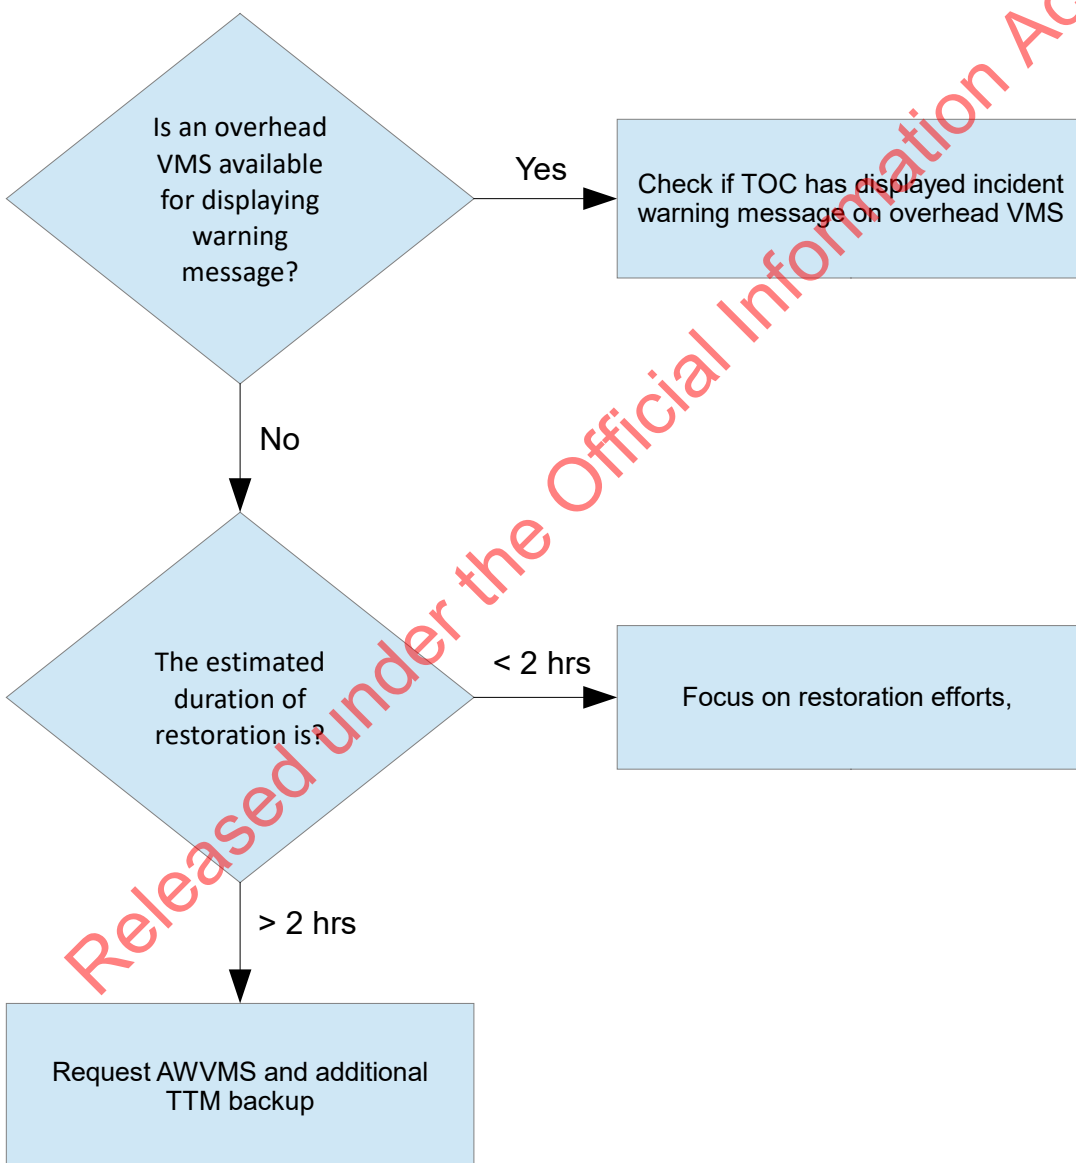 Is an overhead
VMS available
for displaying
warning
message?
Yes
Check if TOC has displayed incident
warning message on overhead VMS
No
The estimated
duration of
restoration is?
< 2 hrs
Focus on restoration efforts,
> 2 hrs
Request AWVMS and additional
TTM backup
Released under the Official Information